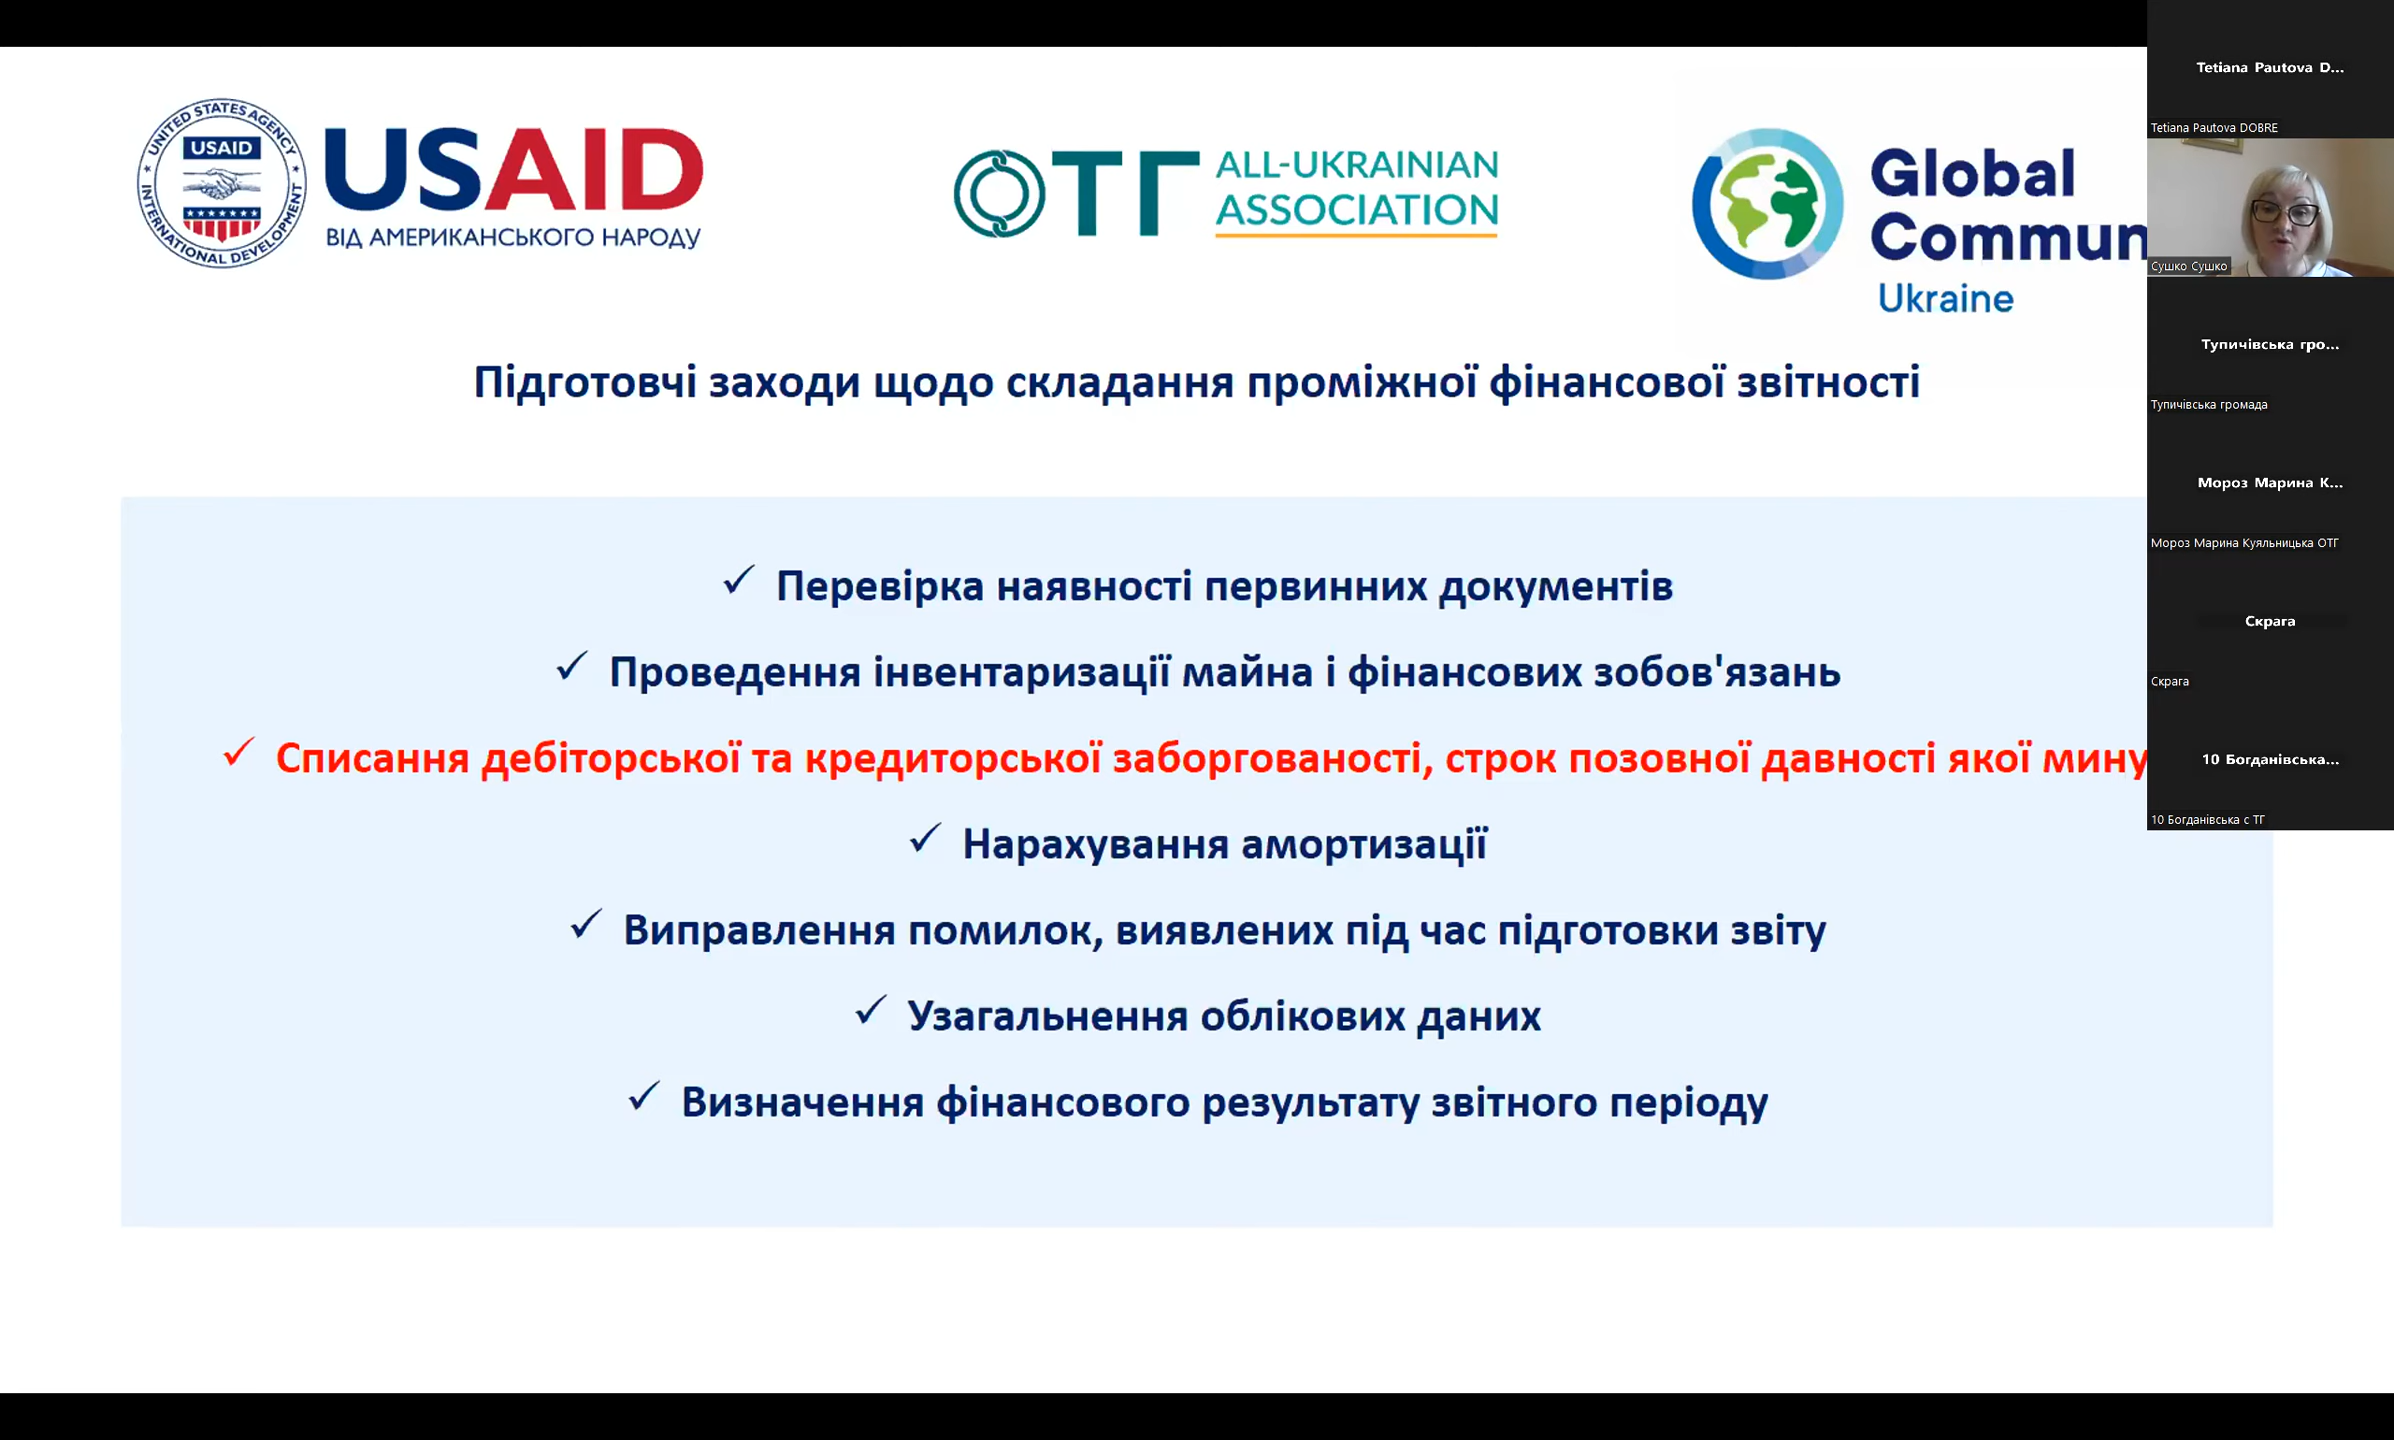 UNITED STATES AGENCY
USAID
INTERNATIONAL DEVELOPMENT
USAID
ВІД АМЕРИКАНСЬКОГО НАРОДУ
ОТГ
ALL-UKRAINIAN
ASSOCIATION
Global
Commun
Ukraine
Підготовчі заходи щодо складання проміжної фінансової звітності
✓ Перевірка наявності первинних документів
✓ Проведення інвентаризації майна і фінансових зобов'язань
✓ Списання дебіторської та кредиторської заборгованості, строк позовної давності якої мину
✓ Нарахування амортизації
✓ Виправлення помилок, виявлених під час підготовки звіту
✓ Узагальнення облікових даних
✓ Визначення фінансового результату звітного періоду
Tetiana Pautova D...
Tetiana Pautova DOBRE
Сушко Сушко
Тупичівська гро...
Тупичівська громада
Мороз Марина К...
Мороз Марина Куяльницька ОТГ
Скрага
Скрага
10 Богданівська...
10 Богданівська с ТГ